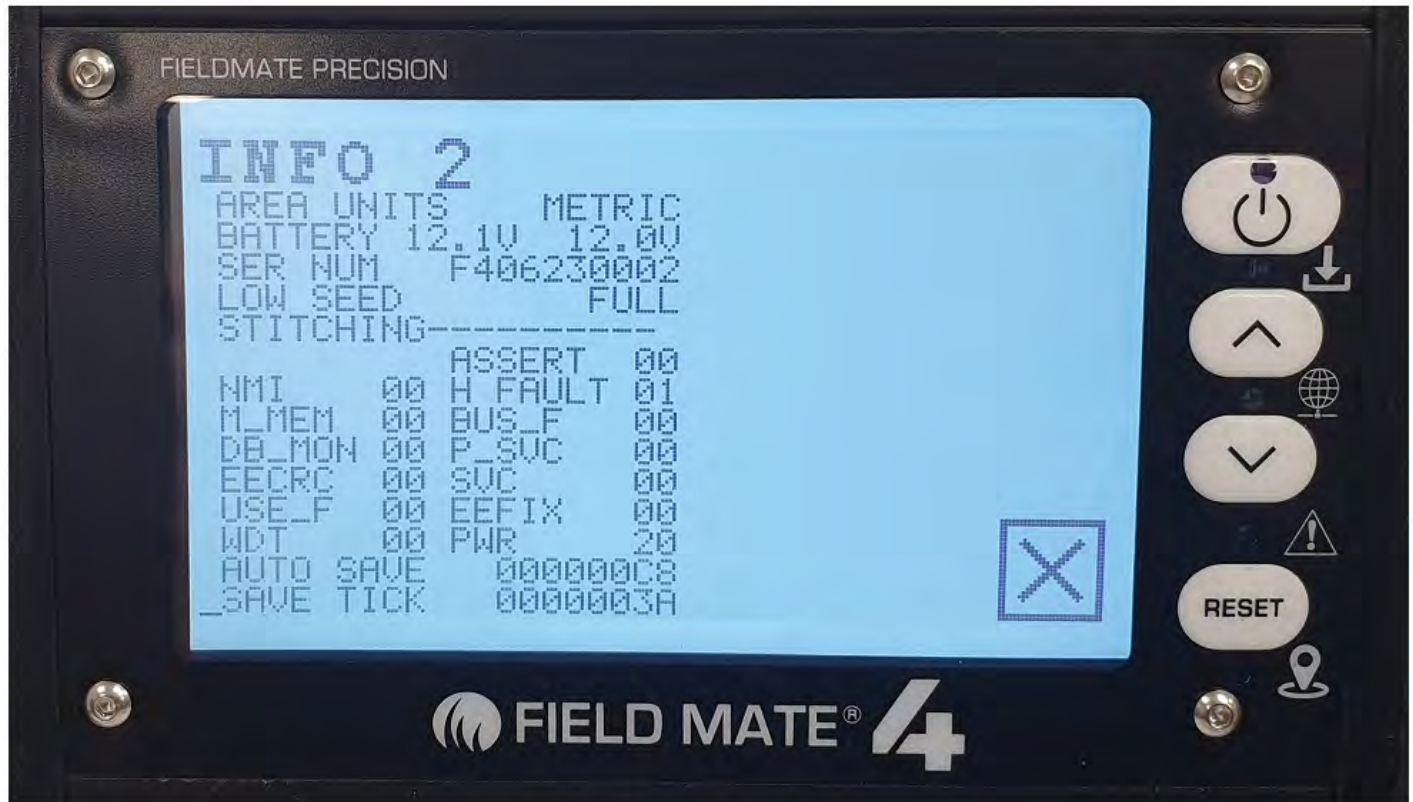 FIELDMATE PRECISION
INFO 2
AREA UNITS METRIC
BATTERY 12.1V 12.0V
SER NUM F406230002
LOW SEED FULL
STITCHING----------
ASSERT 00
NMI 00 H FAULT 01
M_MEM 00 BUS_F 00
DB_MON 00 P_SVC 00
EECRC 00 SVC 00
USE_F 00 EEFIX 00
WDT 00 PWR 20
AUTO SAVE 000000C8
_SAVE TICK 0000003A
RESET
FIELD MATE® 4